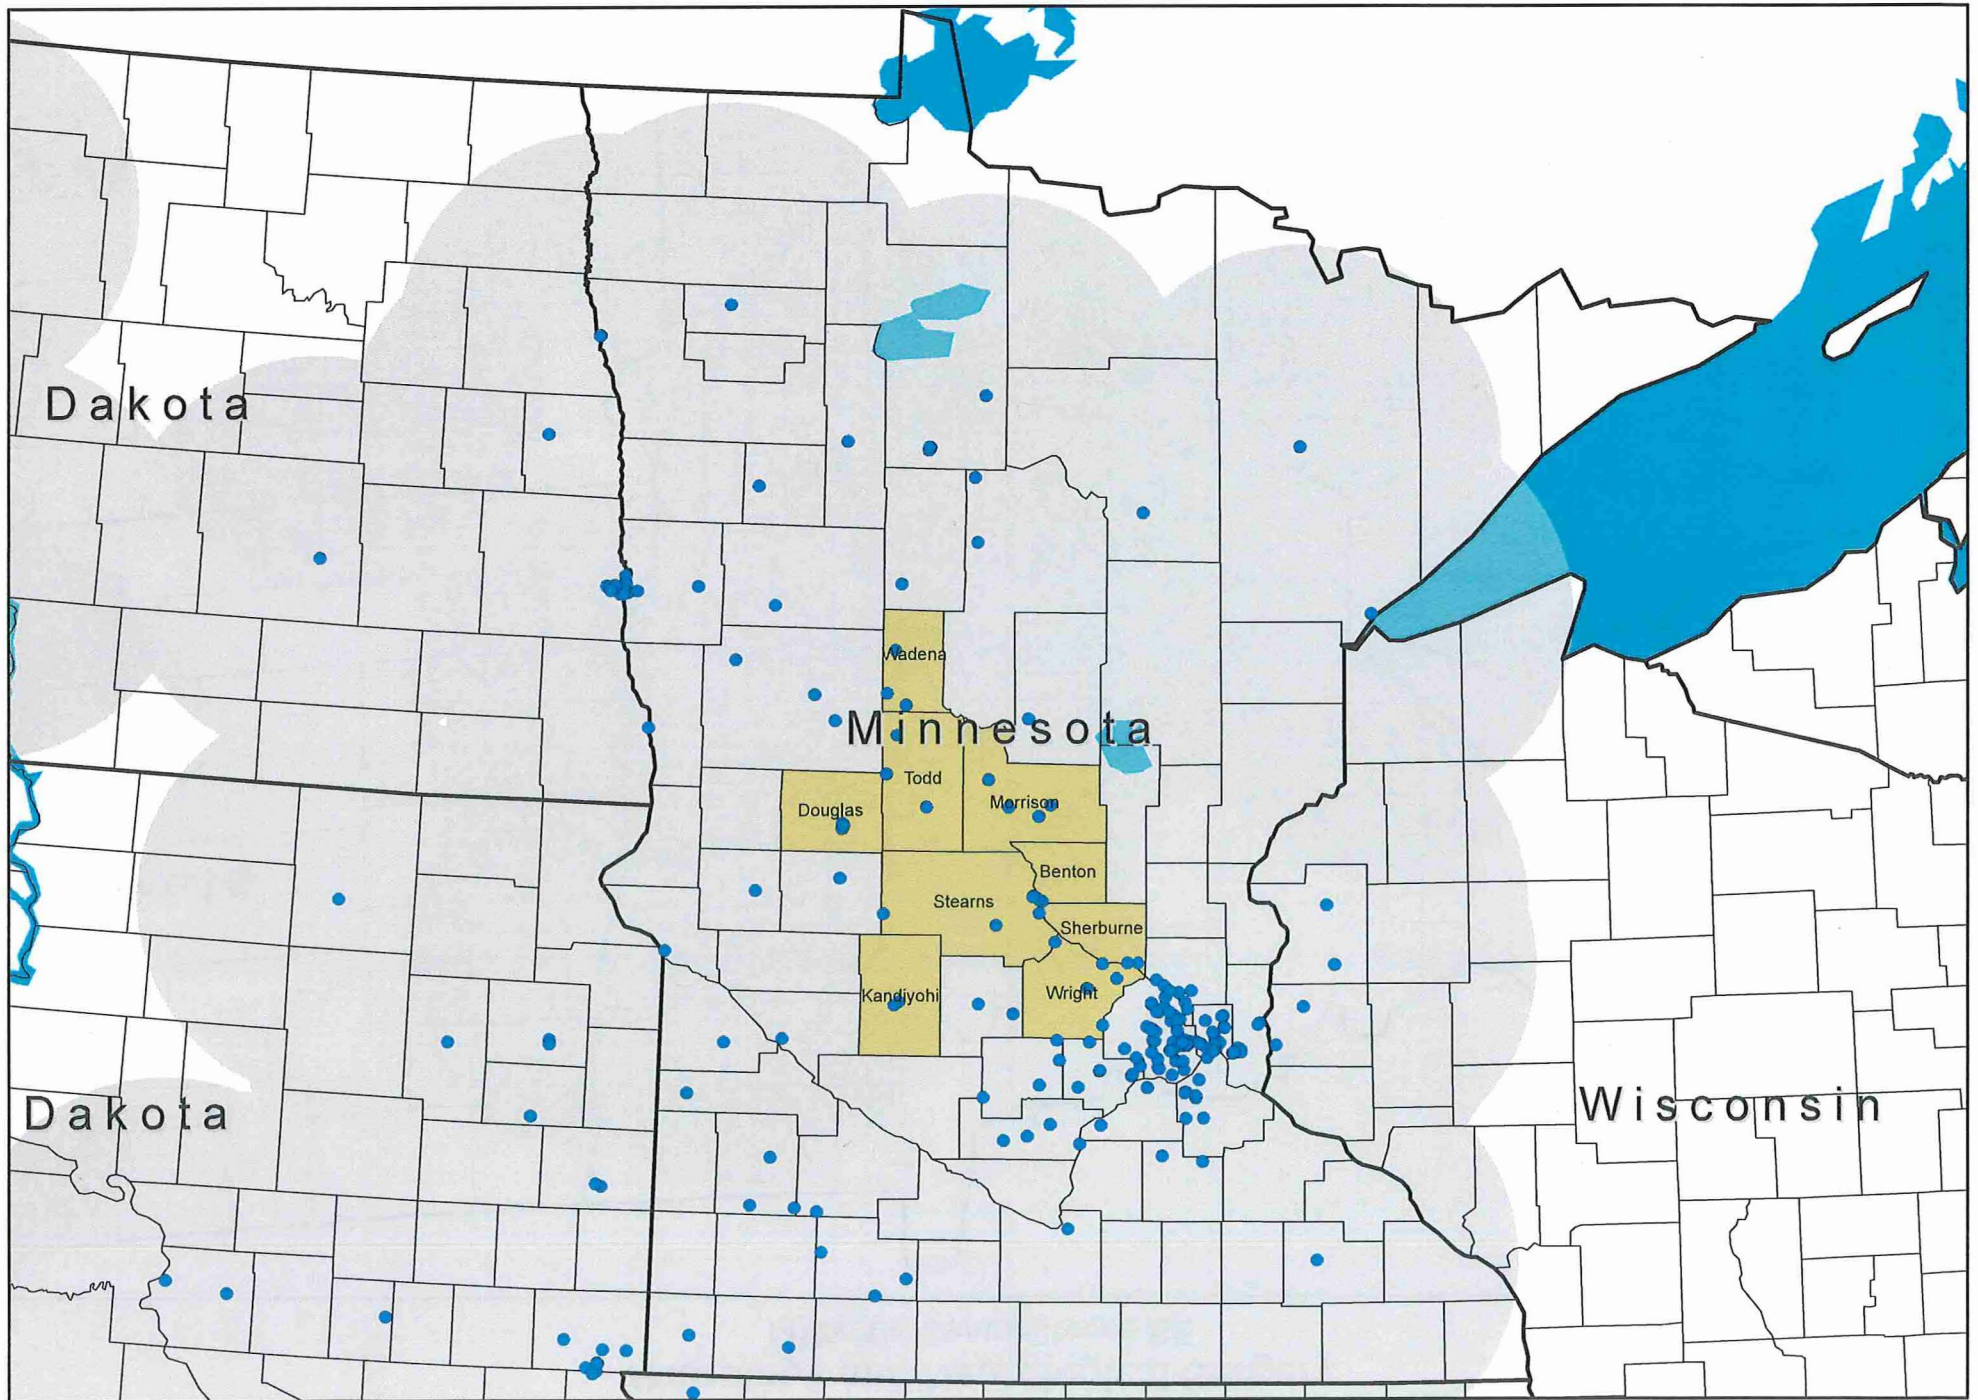 Dakota
Wadena
Minnesota
Todd
Douglas
Morrison
Benton
Stearns
Sherburne
Kandiyohi
Wright
Dakota
Wisconsin